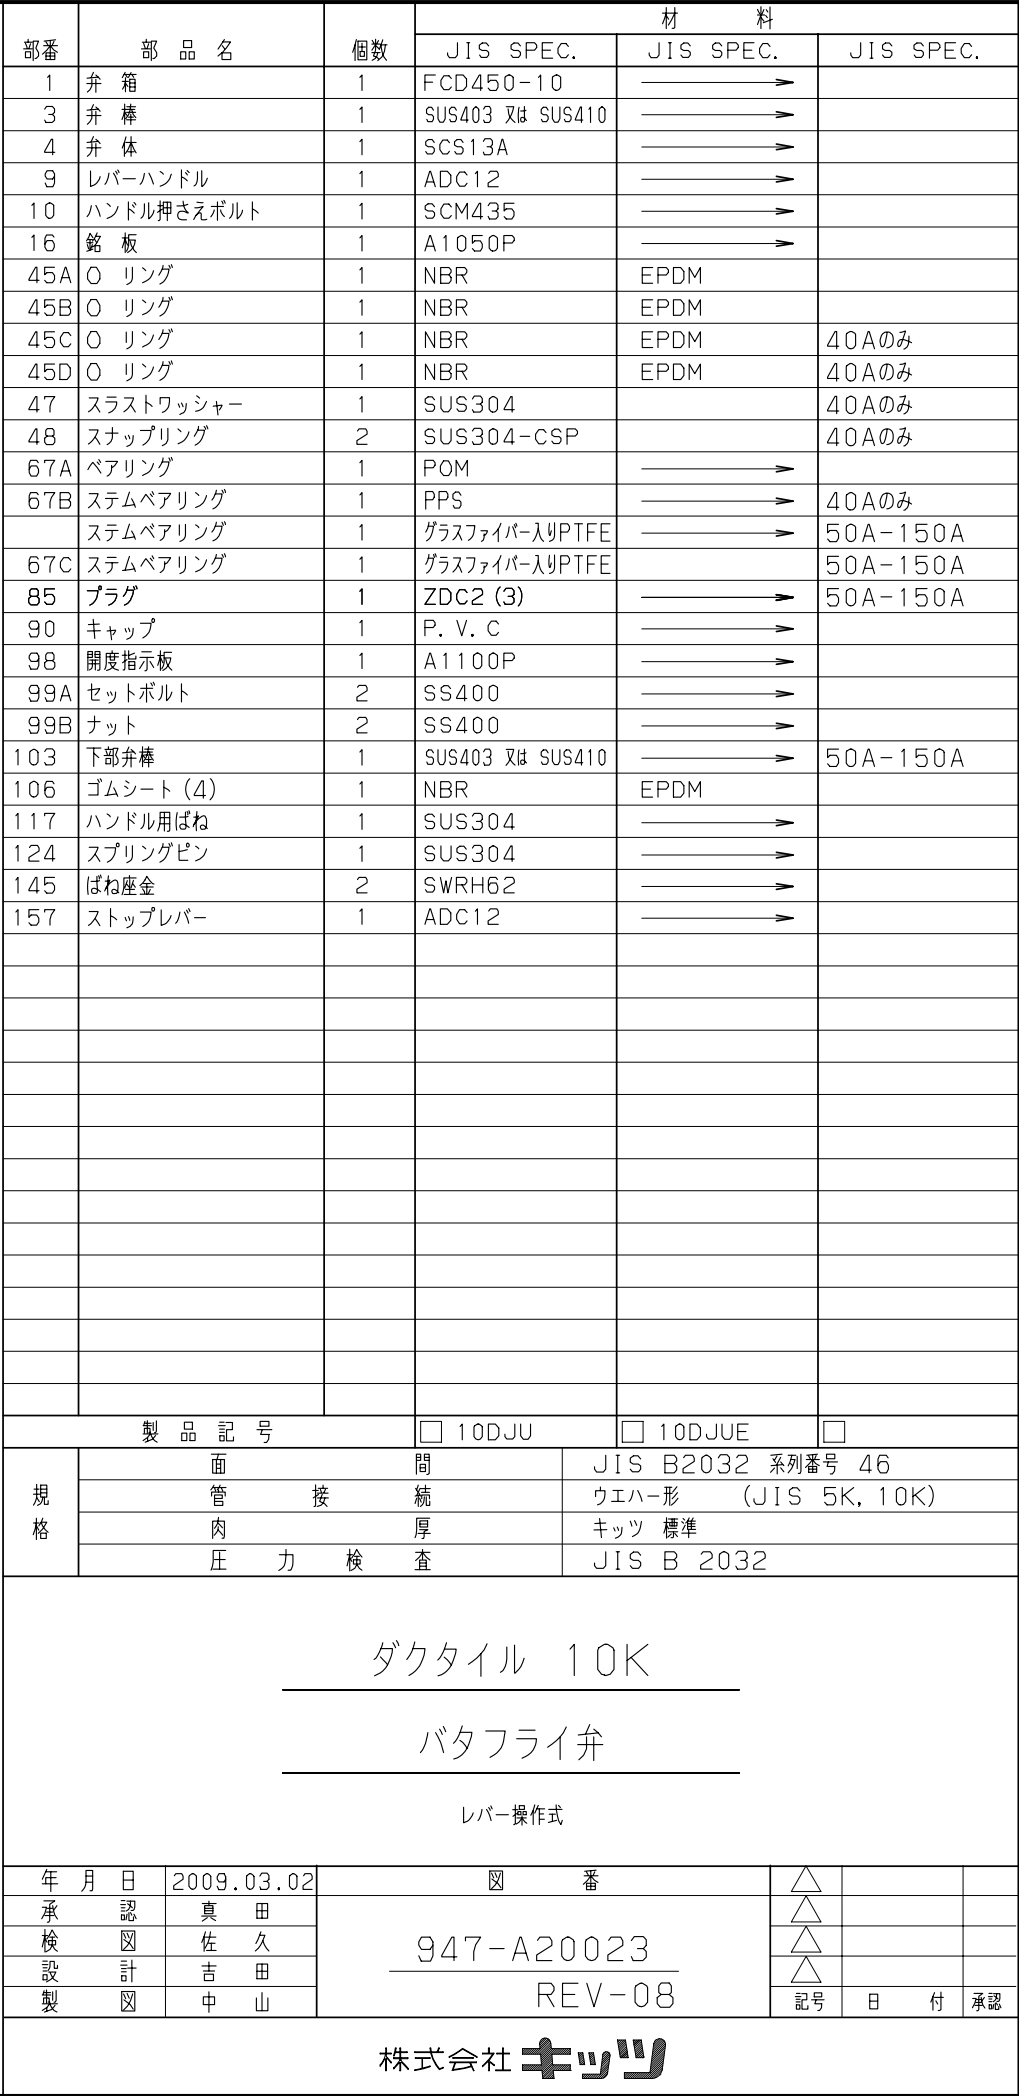 材 料
部番 部 品 名 個数 JIS SPEC. JIS SPEC. JIS SPEC.
1 弁 箱 1 FCD450-10
3 弁 棒 1 SUS403 又は SUS410
4 弁 体 1 SCS13A
9 レバーハンドル 1 ADC12
10 ハンドル押さえボルト 1 SCM435
16 銘 板 1 A1050P
45A O リング 1 NBR EPDM
45B O リング 1 NBR EPDM
45C O リング 1 NBR EPDM 40Aのみ
45D O リング 1 NBR EPDM 40Aのみ
47 スラストワッシャー 1 SUS304 40Aのみ
48 スナップリング 2 SUS304-CSP 40Aのみ
67A ベアリング 1 POM
67B ステムベアリング 1 PPS 40Aのみ
ステムベアリング 1 グラスファイバー入りPTFE 50A-150A
67C ステムベアリング 1 グラスファイバー入りPTFE 50A-150A
85 プラグ 1 ZDC2 (3) 50A-150A
90 キャップ 1 P.V.C
98 開度指示板 1 A1100P
99A セットボルト 2 SS400
99B ナット 2 SS400
103 下部弁棒 1 SUS403 又は SUS410 50A-150A
106 ゴムシート (4) 1 NBR EPDM
117 ハンドル用ばね 1 SUS304
124 スプリングピン 1 SUS304
145 ばね座金 2 SWRH62
157 ストップレバー 1 ADC12
製 品 記 号 □ 10DJU □ 10DJUE □
規格
面 間 JIS B2032 系列番号 46
管 接 続 ウエハー形 (JIS 5K, 10K)
肉 厚 キッツ 標準
圧 力 検 査 JIS B 2032
ダクタイル 10K
バタフライ弁
レバー操作式
年 月 日 2009.03.02 図 番 △
承 認 真 田 △
検 図 佐 久 947-A20023 △
設 計 吉 田 △
製 図 中 山 REV-08 記号 日 付 承認
株式会社 キッツ